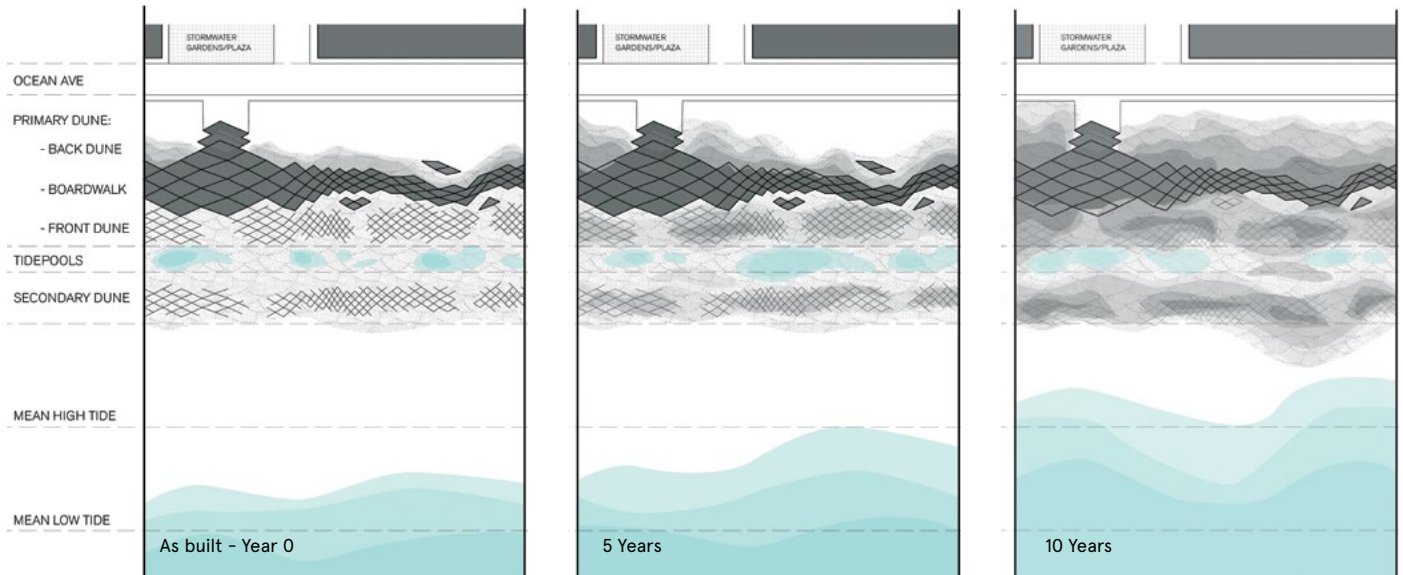 STORMWATER
GARDENS/PLAZA
STORMWATER
GARDENS/PLAZA
STORMWATER
GARDENS/PLAZA
OCEAN AVE
PRIMARY DUNE:
- BACK DUNE
- BOARDWALK
- FRONT DUNE
TIDEPOOLS
SECONDARY DUNE
MEAN HIGH TIDE
MEAN LOW TIDE
As built - Year 0
5 Years
10 Years